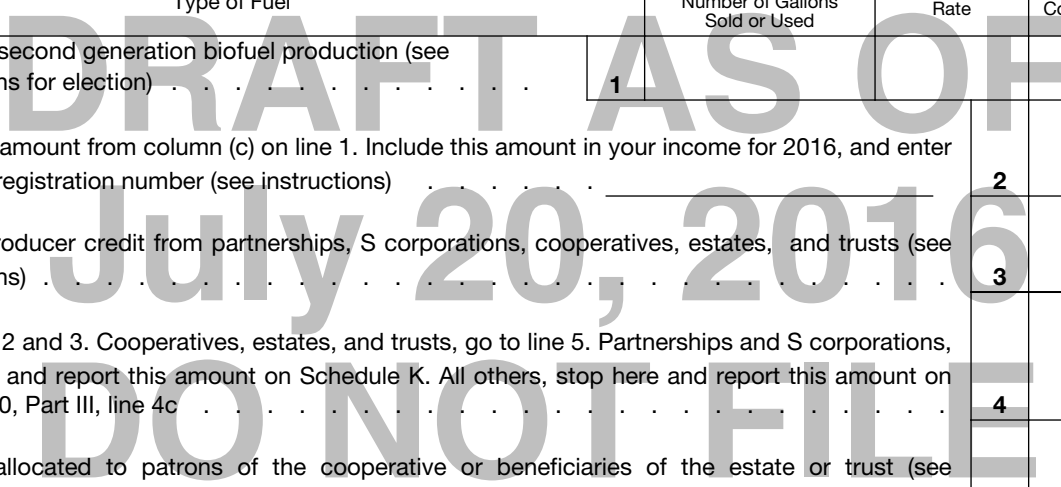 Type of Fuel
Number of Gallons
Sold or Used
Rate
Co
second generation biofuel production (see
ns for election) . . . . . . . . . . . . 1
amount from column (c) on line 1. Include this amount in your income for 2016, and enter
registration number (see instructions) . . . . . . 2
roducer credit from partnerships, S corporations, cooperatives, estates, and trusts (see
ns) . . . . . . . . . . . . . . . . . . . . . . 3
2 and 3. Cooperatives, estates, and trusts, go to line 5. Partnerships and S corporations,
and report this amount on Schedule K. All others, stop here and report this amount on
0, Part III, line 4c . . . . . . . . . . . . . . . . . . 4
allocated to patrons of the cooperative or beneficiaries of the estate or trust (see
DRAFT AS OF
July 20, 2016
DO NOT FILE